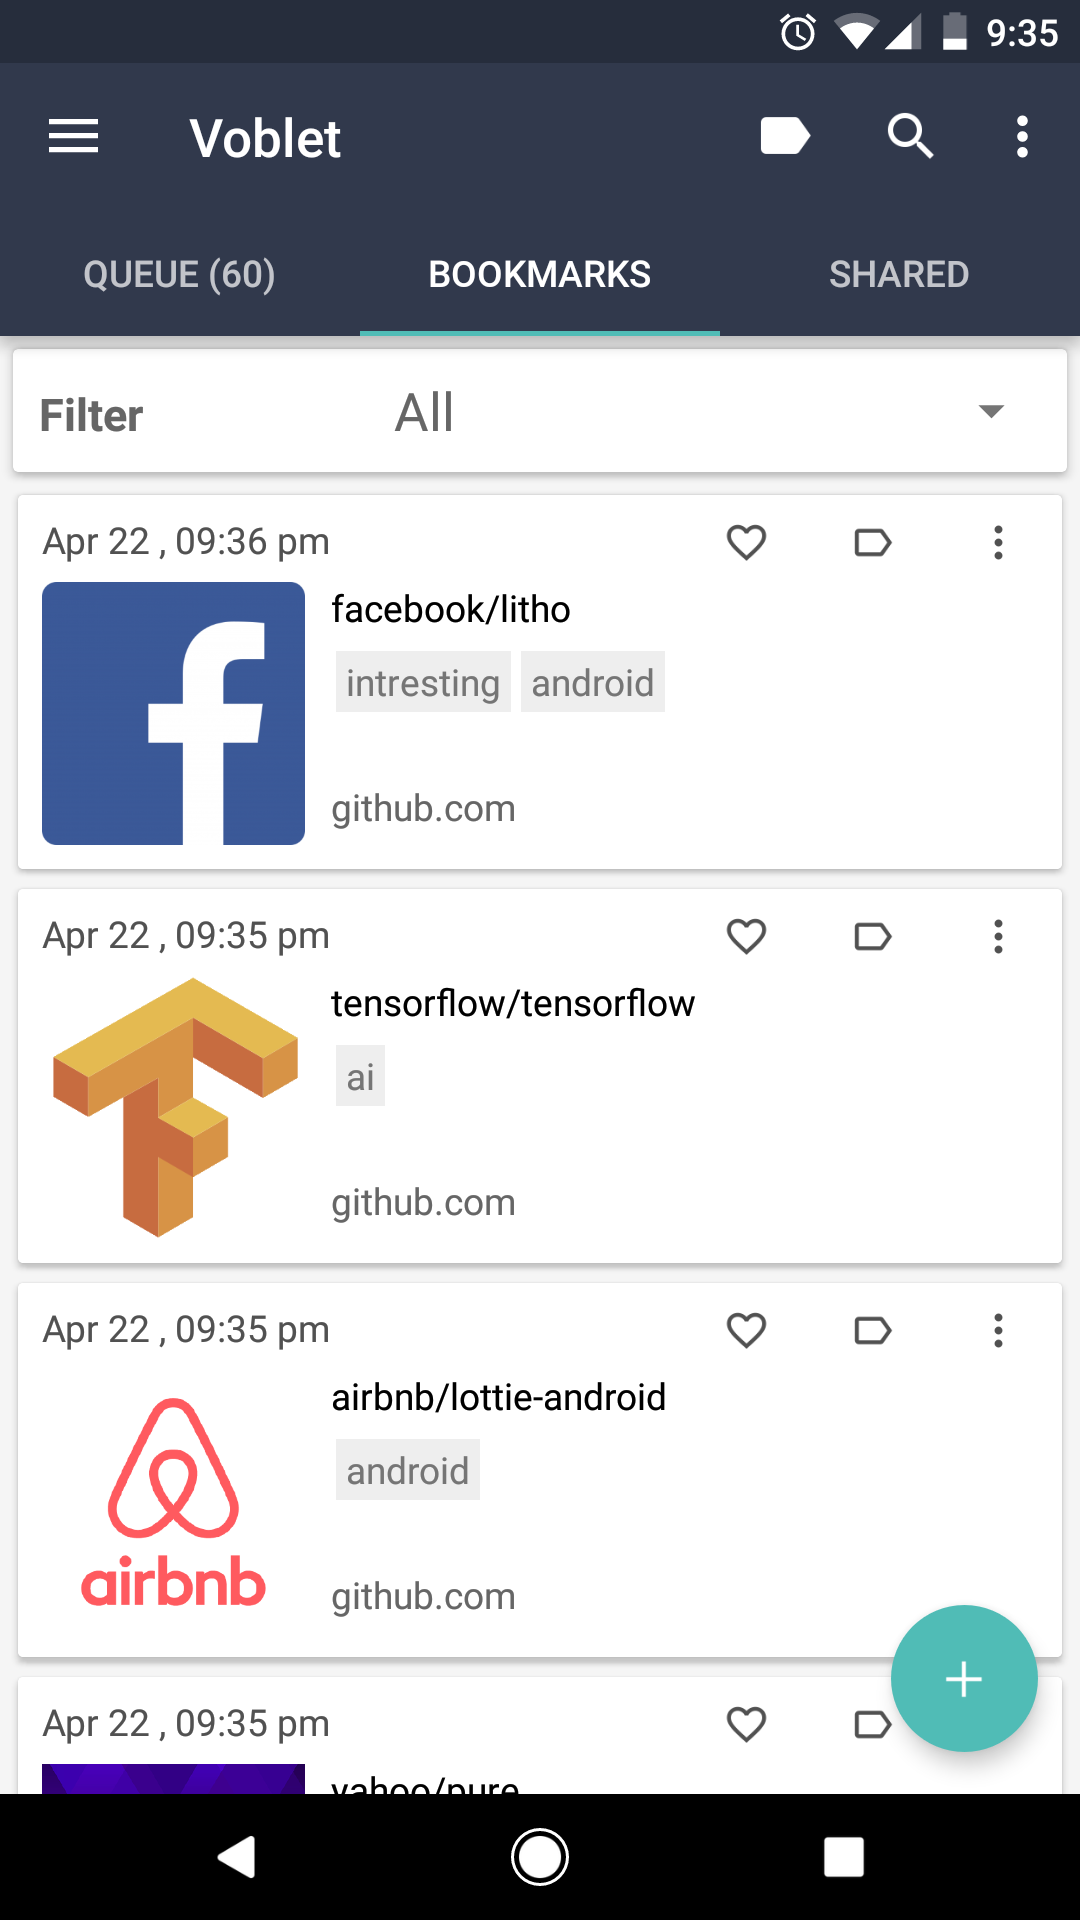 9:35
Voblet
QUEUE (60) BOOKMARKS SHARED
Filter All
Apr 22 , 09:36 pm
facebook/litho
intresting android
github.com
Apr 22 , 09:35 pm
tensorflow/tensorflow
ai
github.com
Apr 22 , 09:35 pm
airbnb/lottie-android
android
airbnb
github.com
Apr 22 , 09:35 pm
yahoo/pure